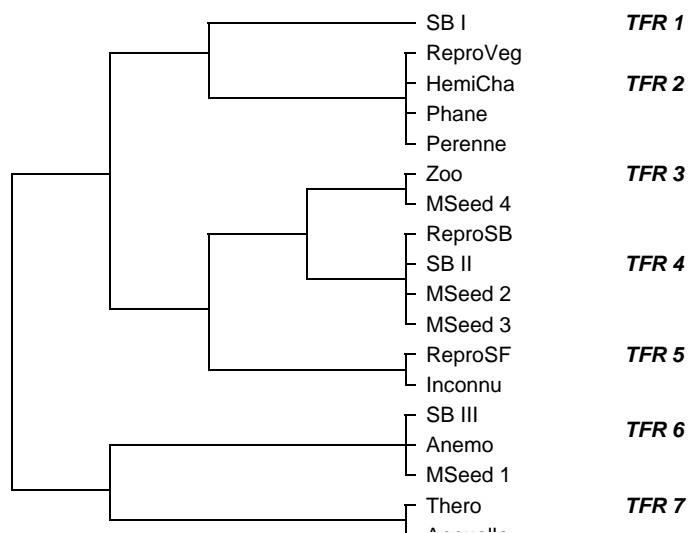 SB I TFR 1
ReproVeg
HemiCha TFR 2
Phane
Perenne
Zoo TFR 3
MSeed 4
ReproSB
SB II TFR 4
MSeed 2
MSeed 3
ReproSF TFR 5
Inconnu
SB III
TFR 6
Anemo
MSeed 1
Thero TFR 7